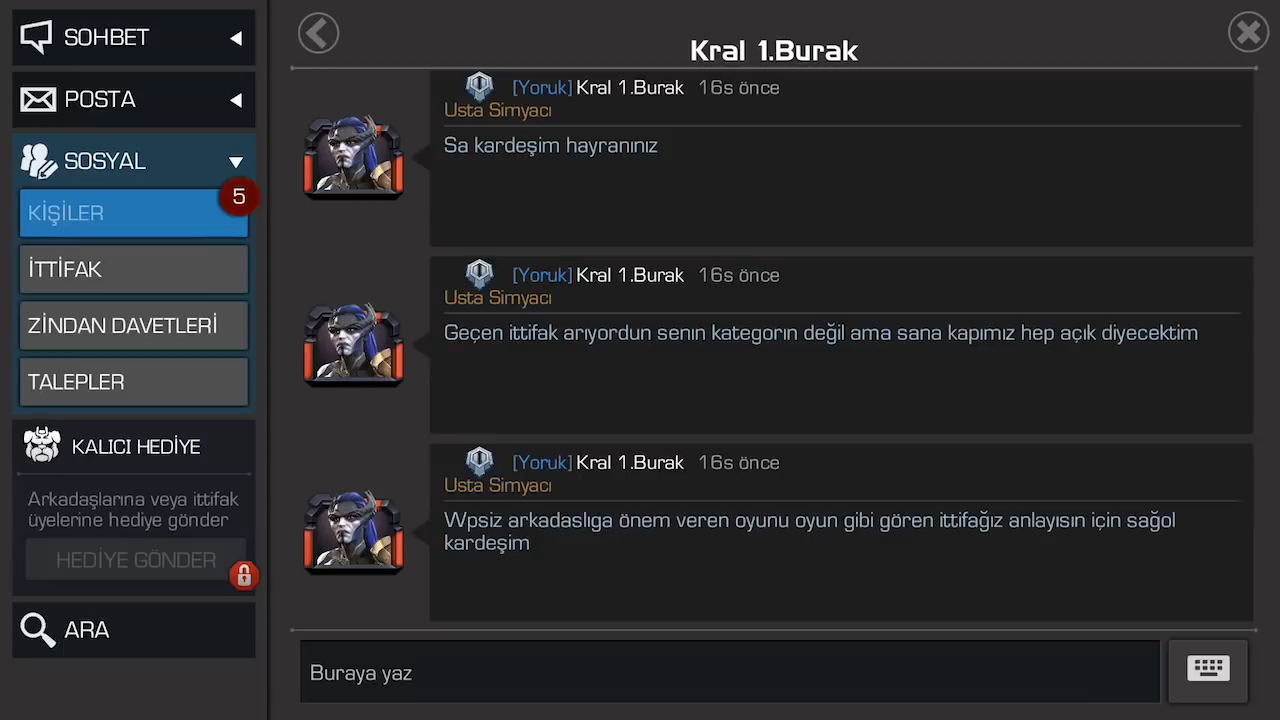 SOHBET
POSTA
SOSYAL
5
KİŞİLER
İTTİFAK
ZİNDAN DAVETLERİ
TALEPLER
KALICI HEDİYE
Arkadaşlarına veya ittifak
üyelerine hediye gönder
HEDİYE GÖNDER
ARA
Kral 1.Burak
[Yoruk] Kral 1.Burak 16s önce
Usta Simyacı
Sa kardeşim hayranınız
[Yoruk] Kral 1.Burak 16s önce
Usta Simyacı
Geçen ittifak arıyordun senın kategorın değil ama sana kapımız hep açık diyecektim
[Yoruk] Kral 1.Burak 16s önce
Usta Simyacı
Wpsiz arkadaslıga önem veren oyunu oyun gibi gören ittifağız anlayısın için sağol
kardeşim
Buraya yaz